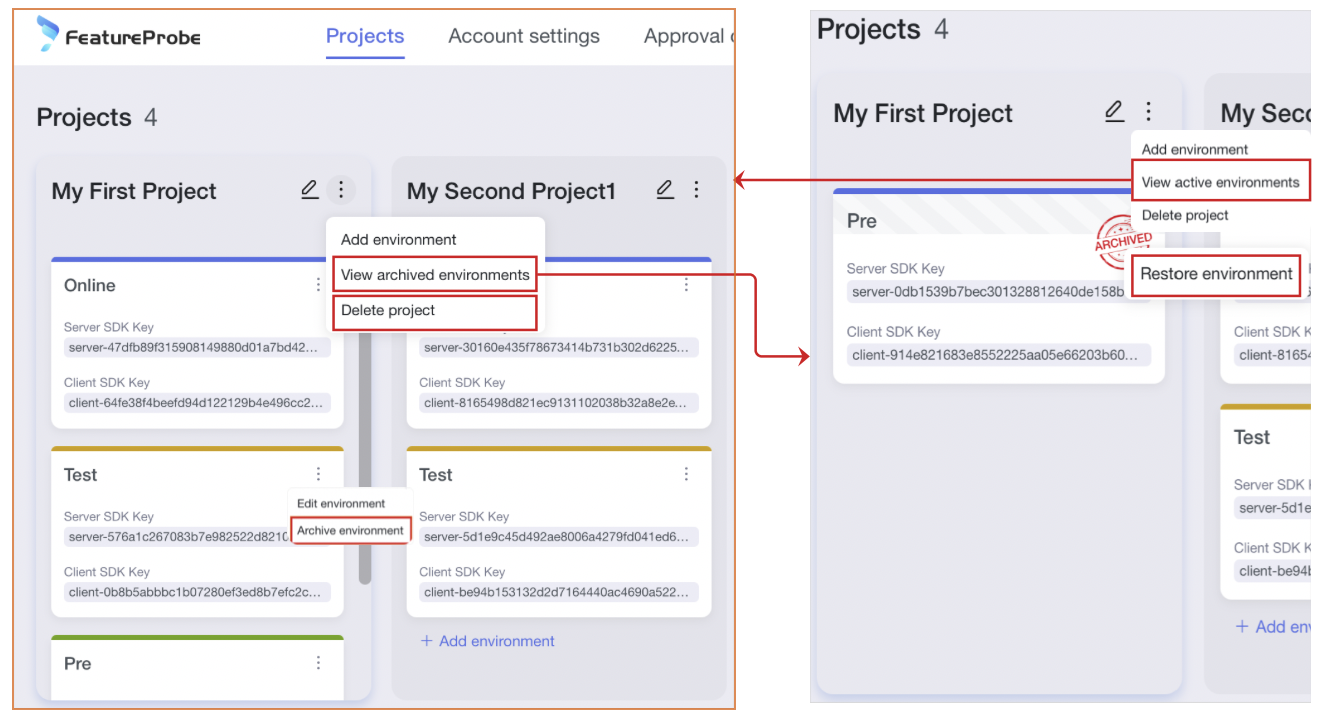 FeatureProbe
Projects
Account settings
Approval
Projects 4
My First Project
Add environment
View archived environments
Delete project
Online
Server SDK Key
server-47dfb89f315908149880d01a7bd42...
Client SDK Key
client-64fe38f4beefd94d122129b4e496cc2...
Test
Edit environment
Archive environment
Server SDK Key
server-576a1c267083b7e982522d8210
Client SDK Key
client-0b8b5abbbc1b07280ef3ed8b7efc2c...
Pre
My Second Project1
server-30160e435f78673414b731b302d6225...
Client SDK Key
client-8165498d821ec9131102038b32a8e2e...
Test
Server SDK Key
server-5d1e9c45d492ae8006a4279fd041ed6...
Client SDK Key
client-be94b153132d2d7164440ac4690a522...
+ Add environment
Projects 4
My First Project
Add environment
View active environments
Delete project
Pre
ARCHIVED
Restore environment
Server SDK Key
server-0db1539b7bec301328812640de158b
Client SDK Key
client-914e821683e8552225aa05e66203b60...
My Seco
Client SDK K
client-81654
Test
Server SDK
server-5d1e
Client SDK K
client-be94b
+ Add en